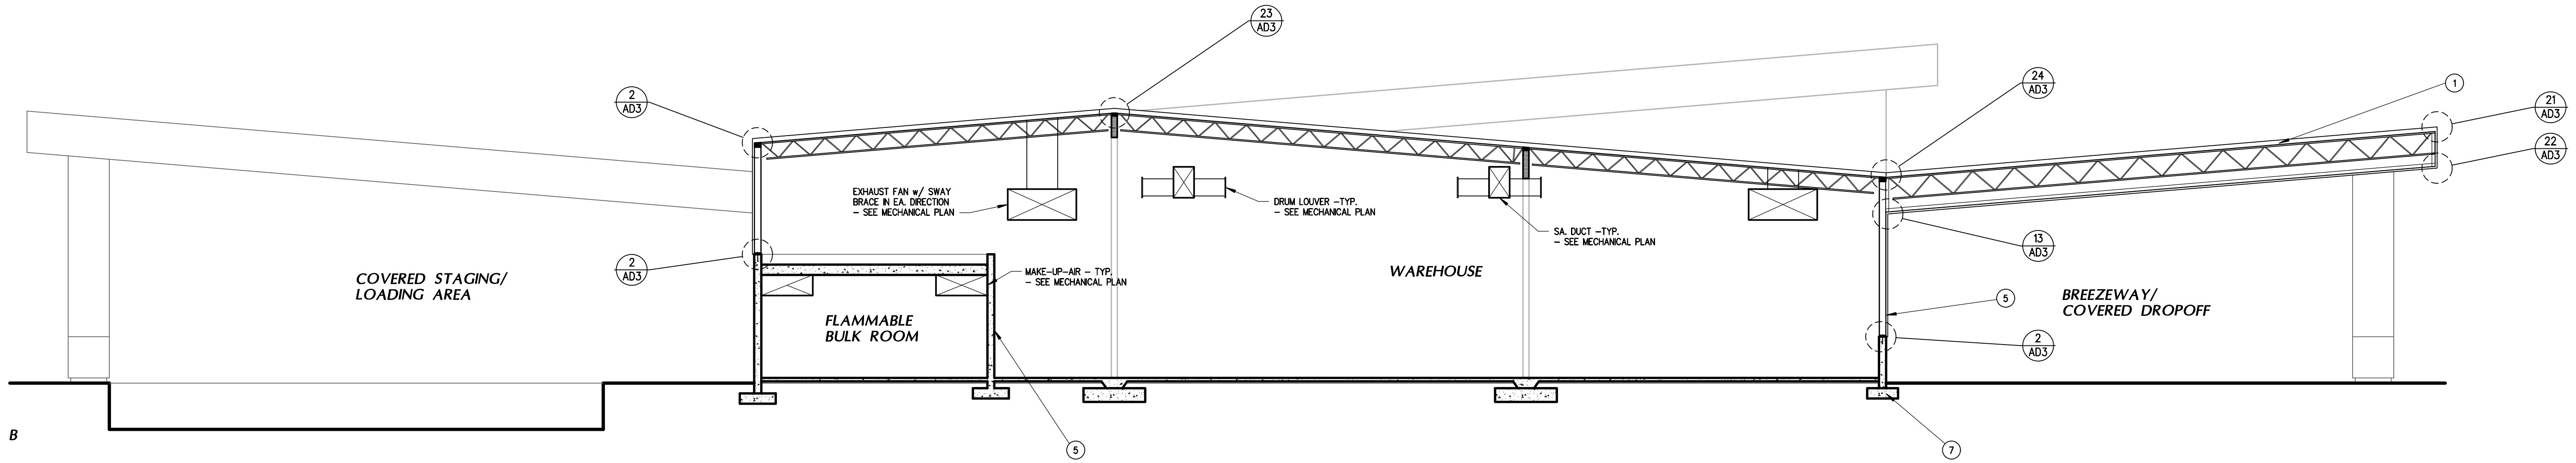 23
AD3
2
AD3
24
AD3
1
21
AD3
22
AD3
EXHAUST FAN w/ SWAY
BRACE IN EA. DIRECTION
- SEE MECHANICAL PLAN
DRUM LOUVER -TYP.
- SEE MECHANICAL PLAN
SA. DUCT -TYP.
- SEE MECHANICAL PLAN
13
AD3
2
AD3
COVERED STAGING/
LOADING AREA
MAKE-UP-AIR - TYP.
- SEE MECHANICAL PLAN
WAREHOUSE
5
BREEZEWAY/
COVERED DROPOFF
FLAMMABLE
BULK ROOM
2
AD3
B
5
7